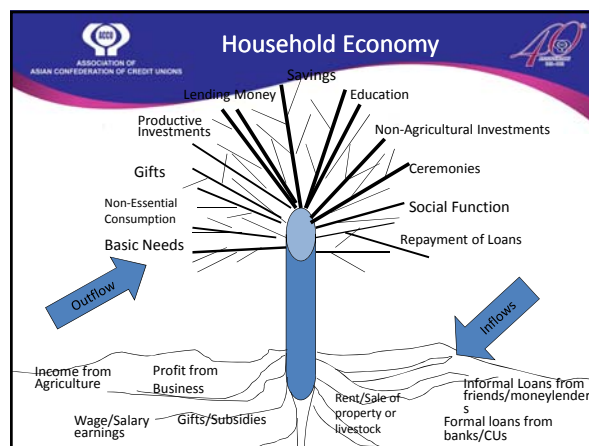 ACCU
ASSOCIATION OF
ASIAN CONFEDERATION OF CREDIT UNIONS
Household Economy
Savings
Lending Money
Education
Productive
Investments
Non-Agricultural Investments
Gifts
Ceremonies
Non-Essential
Consumption
Social Function
Basic Needs
Repayment of Loans
Outflow
Inflows
Income from
Agriculture
Profit from
Business
Wage/Salary
earnings
Gifts/Subsidies
Rent/Sale of
property or
livestock
Informal Loans from
friends/moneylender
s
Formal loans from
banks/CUs